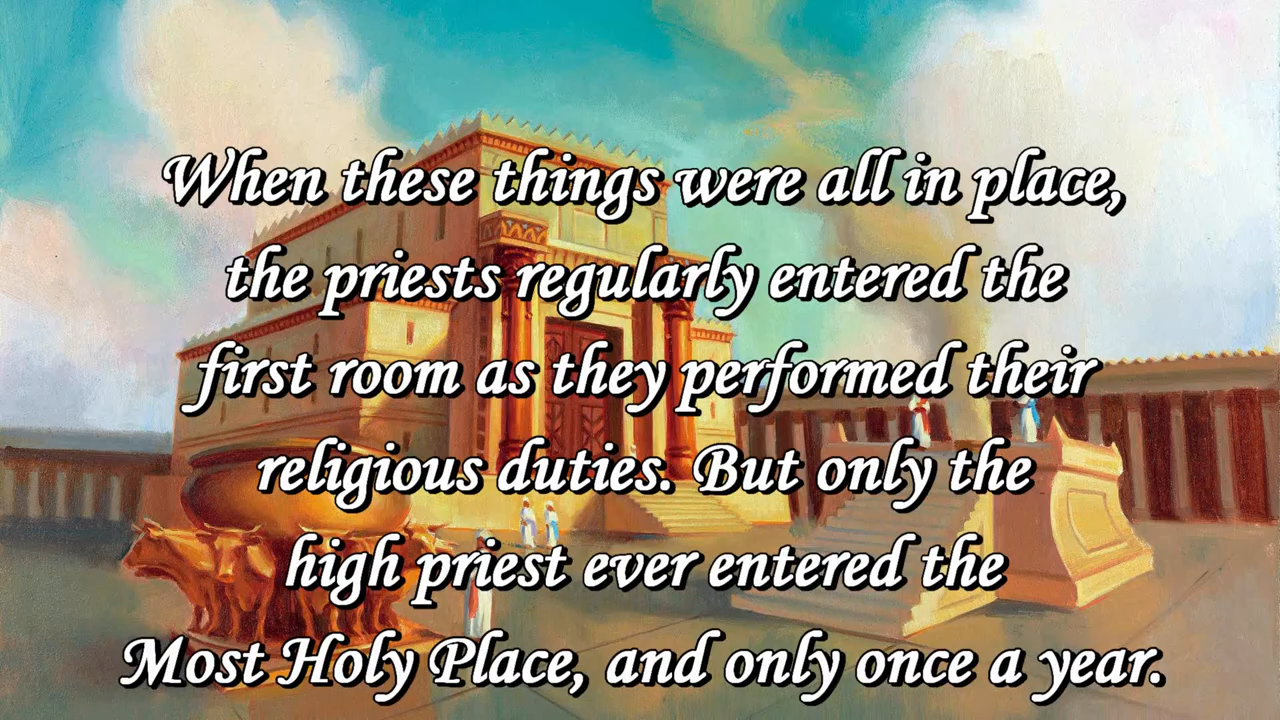 When these things were all in place,
the priests regularly entered the
first room as they performed their
religious duties. But only the
high priest ever entered the
Most Holy Place, and only once a year.